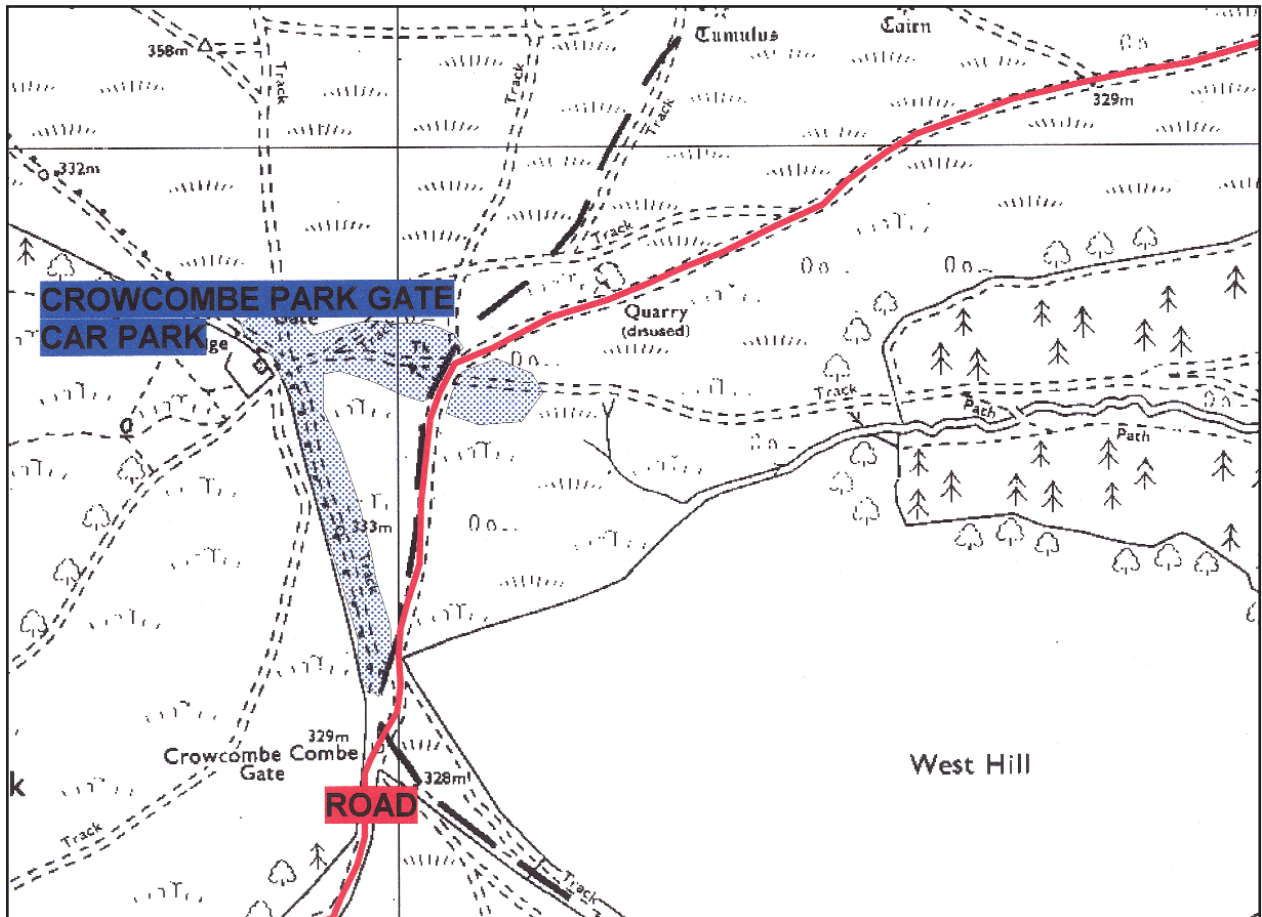 Tumulus
Cairn
358m
Track
Track
Track
329m
332m
Track
CROWCOMBE PARK GATE
CAR PARK
Quarry
(disused)
Track
Tk
Track
Path
Path
333m
Track
329m
Crowcombe Combe
Gate
328m
West Hill
k
ROAD
Track
Track